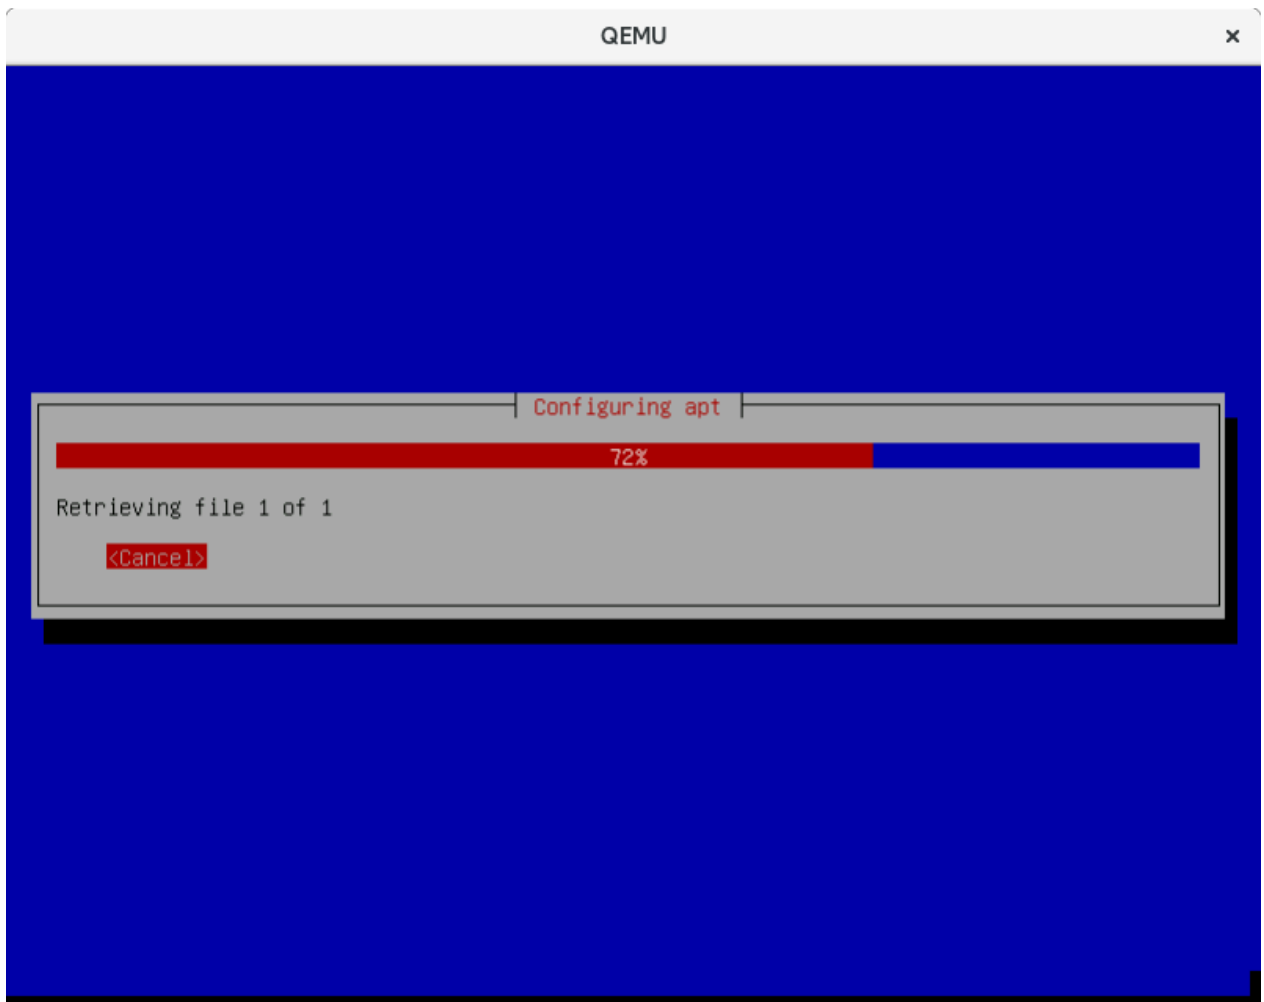 QEMU
Configuring apt
72%
Retrieving file 1 of 1
<Cancel>